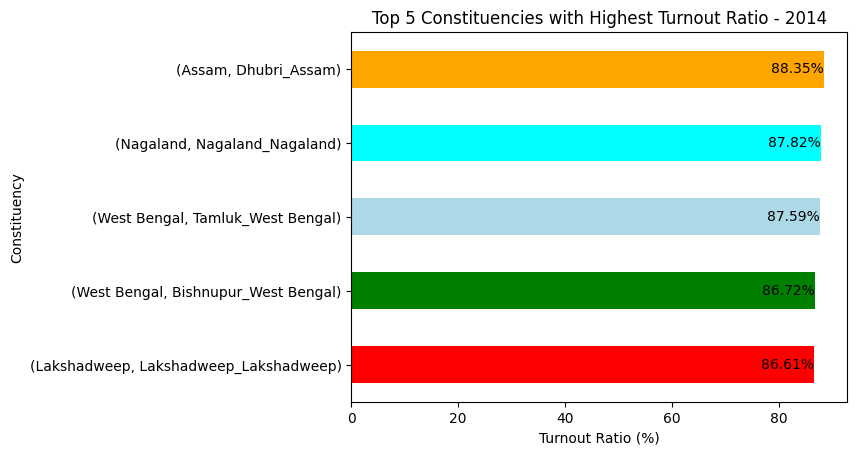 Top 5 Constituencies with Highest Turnout Ratio - 2014
Constituency
(Assam, Dhubri_Assam)
88.35%
(Nagaland, Nagaland_Nagaland)
87.82%
(West Bengal, Tamluk_West Bengal)
87.59%
(West Bengal, Bishnupur_West Bengal)
86.72%
(Lakshadweep, Lakshadweep_Lakshadweep)
86.61%
0 20 40 60 80
Turnout Ratio (%)